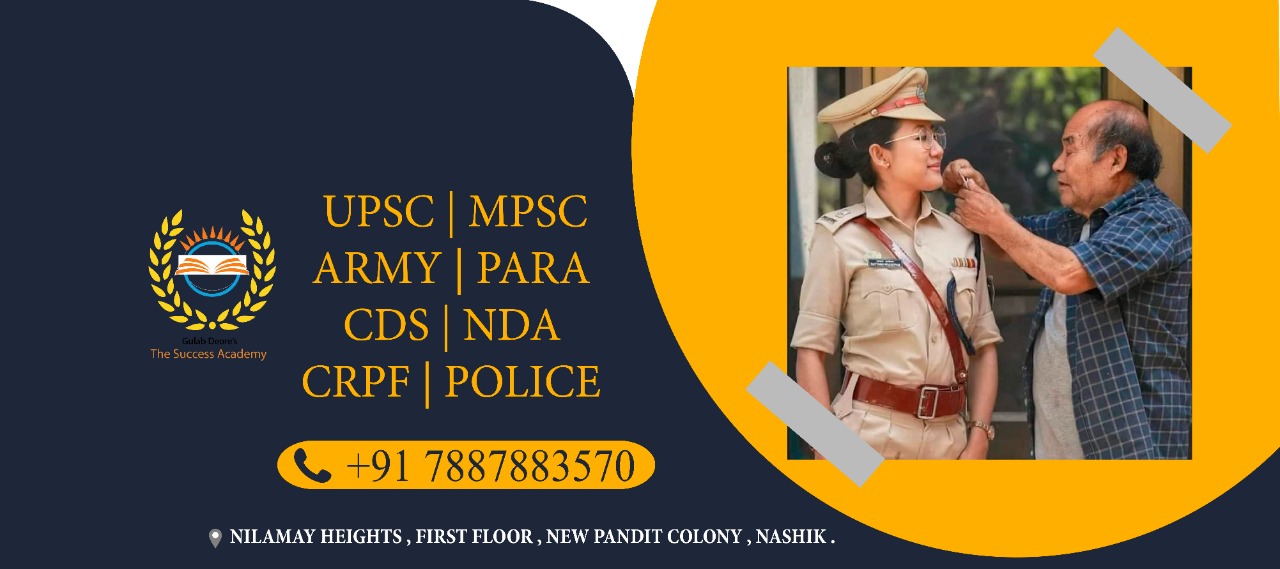 UPSC | MPSC
ARMY | PARA
CDS | NDA
CRPF | POLICE
Gulab Deore's
The Success Academy
+91 7887883570
NILAMAY HEIGHTS , FIRST FLOOR , NEW PANDIT COLONY , NASHIK .